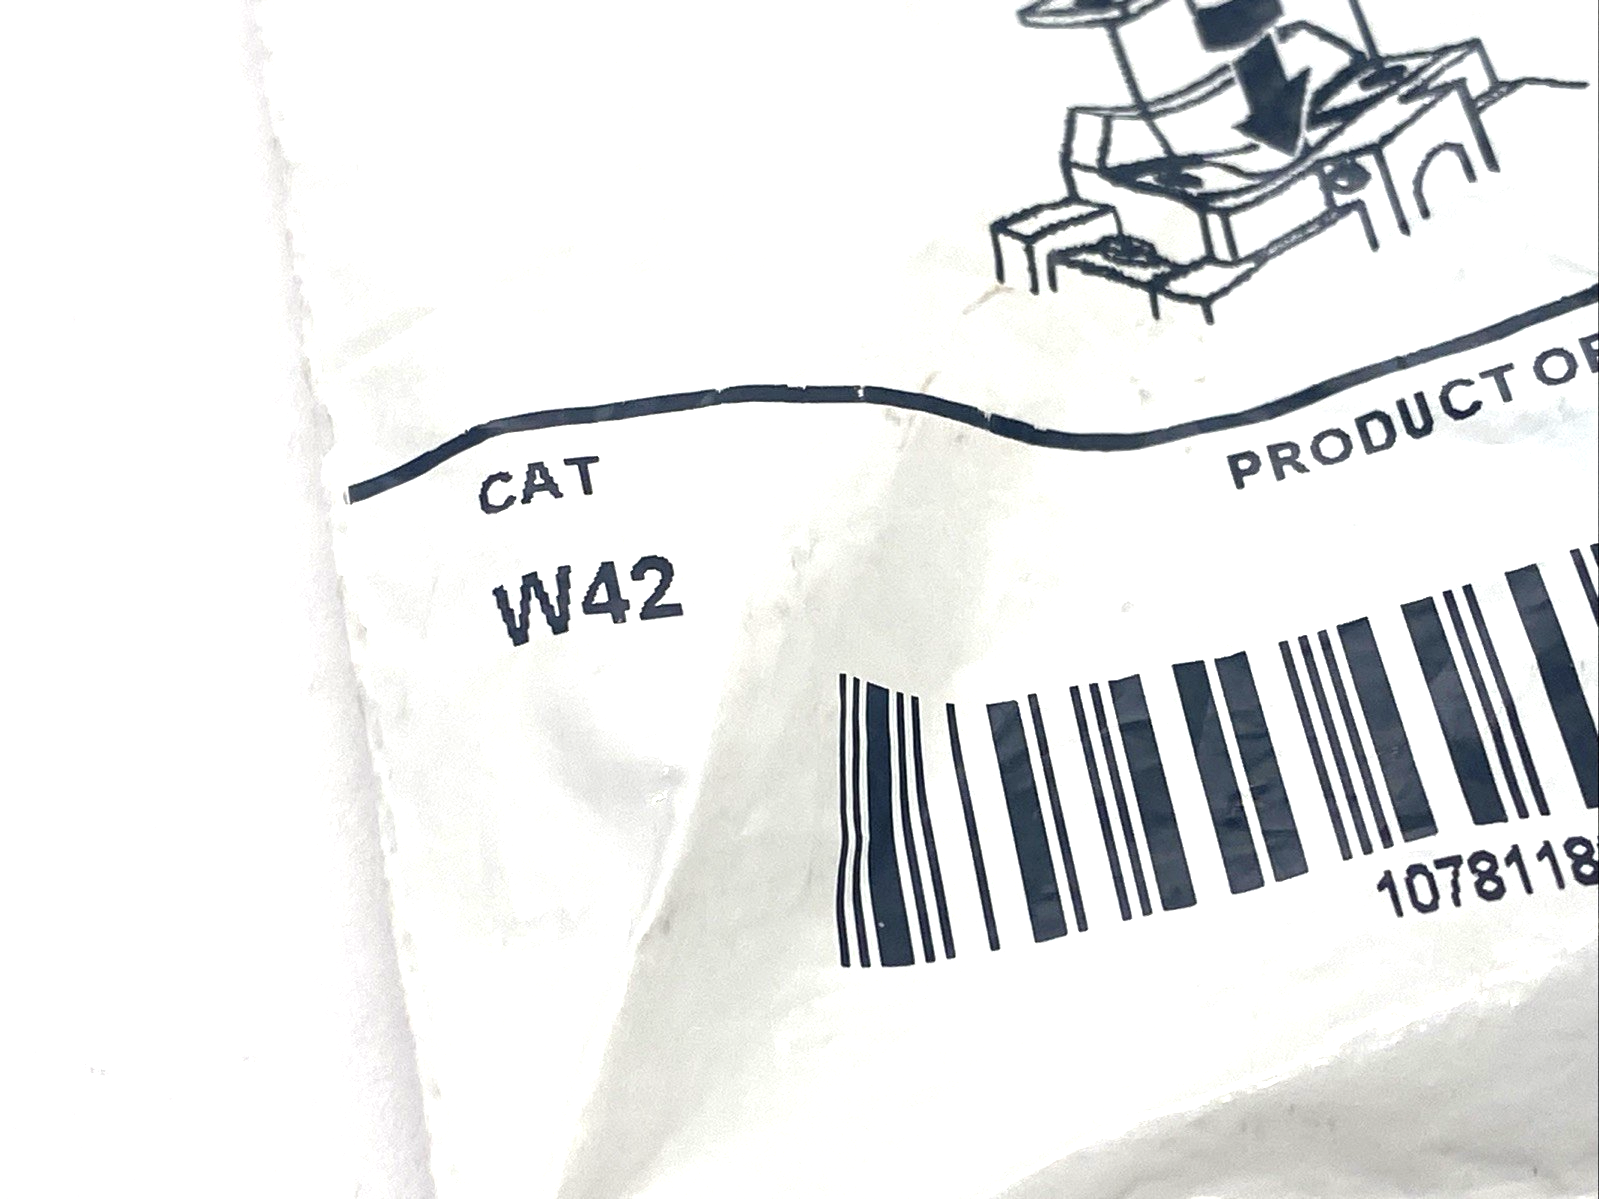 CAT
PRODUCT OF
W42
1078118